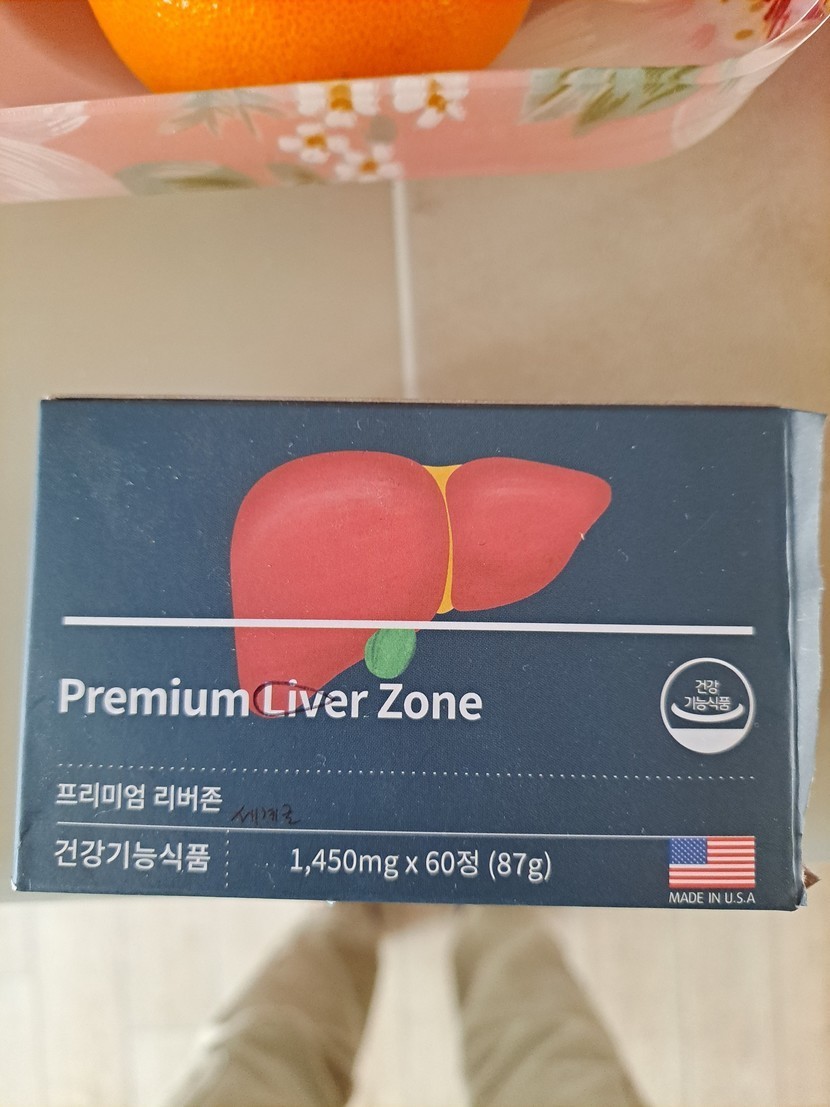 Premium Liver Zone
건강
기능식품
프리미엄 리버존
건강기능식품
1,450mg x 60정 (87g)
MADE IN U.S.A